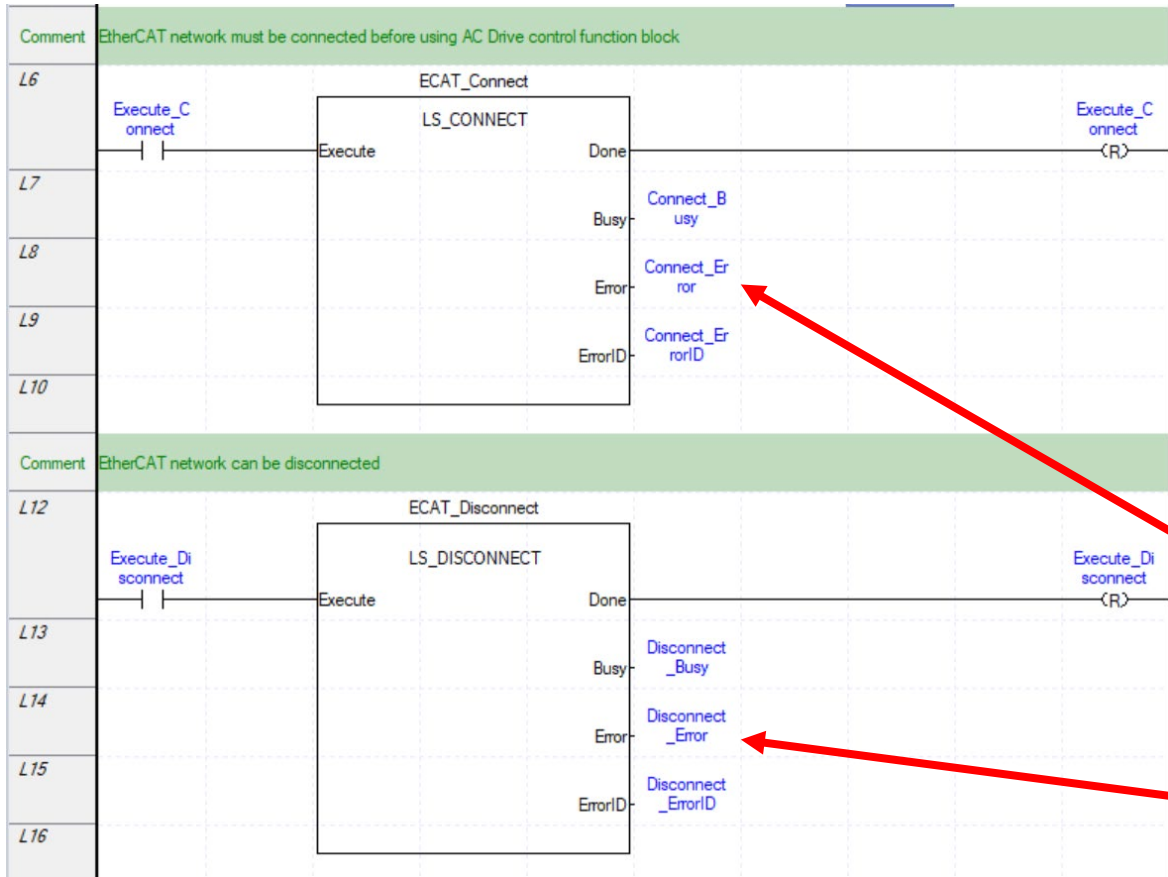 Comment EtherCAT network must be connected before using AC Drive control function block
L6
ECAT_Connect
Execute_C
onnect
LS_CONNECT
Execute_C
onnect
Execute
Done
(R)
L7
Busy
Connect_B
usy
L8
Error
Connect_Er
ror
L9
ErrorID
Connect_Er
rorID
L10
Comment EtherCAT network can be disconnected
L12
ECAT_Disconnect
Execute_Di
sconnect
LS_DISCONNECT
Execute_Di
sconnect
Execute
Done
(R)
L13
Busy
Disconnect
_Busy
L14
Error
Disconnect
_Error
L15
ErrorID
Disconnect
_ErrorID
L16